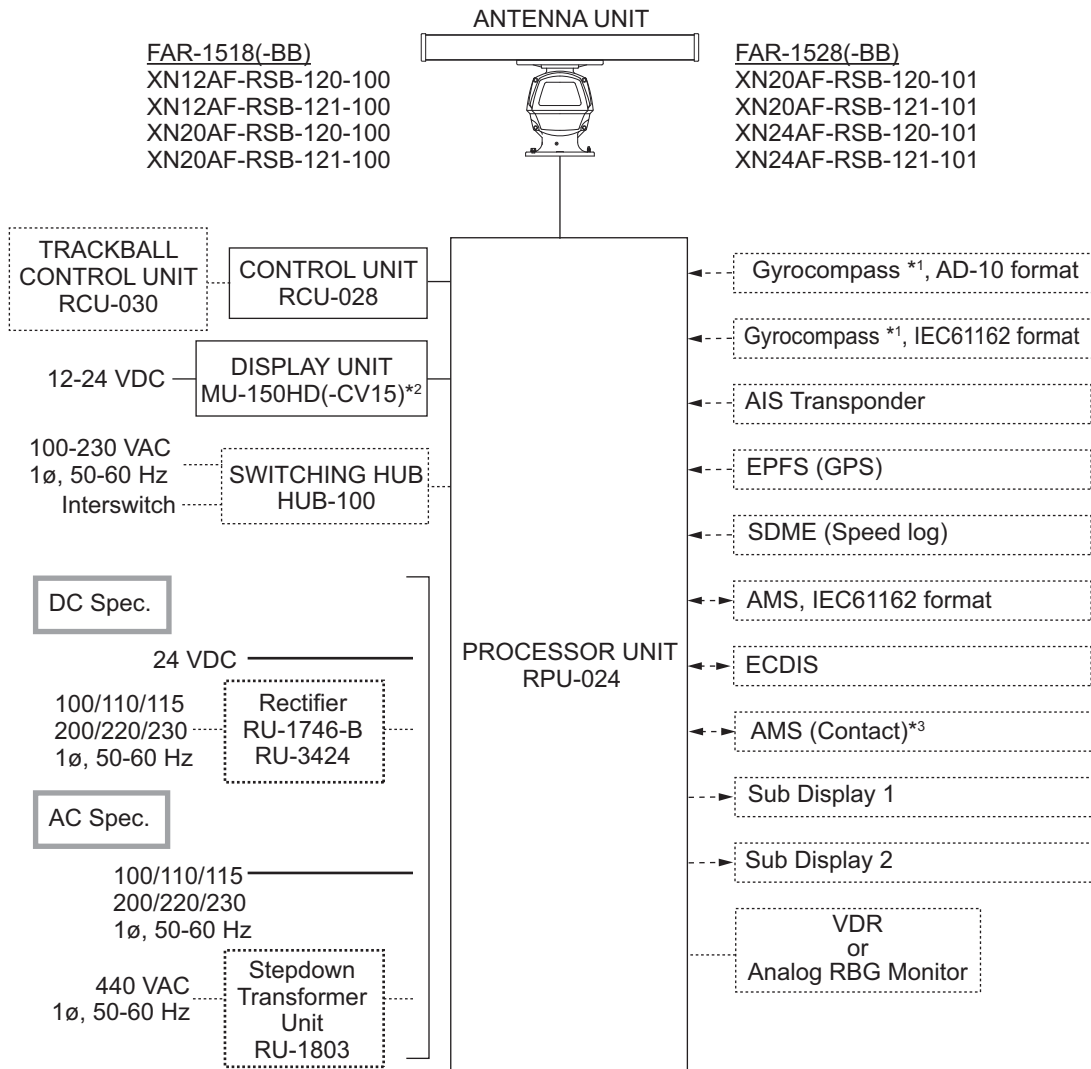 ANTENNA UNIT
FAR-1518(-BB)
XN12AF-RSB-120-100
XN12AF-RSB-121-100
XN20AF-RSB-120-100
XN20AF-RSB-121-100
FAR-1528(-BB)
XN20AF-RSB-120-101
XN20AF-RSB-121-101
XN24AF-RSB-120-101
XN24AF-RSB-121-101
TRACKBALL
CONTROL UNIT
RCU-030
CONTROL UNIT
RCU-028
12-24 VDC
DISPLAY UNIT
MU-150HD(-CV15)*2
100-230 VAC
1ø, 50-60 Hz
Interswitch
SWITCHING HUB
HUB-100
DC Spec.
24 VDC
100/110/115
200/220/230
1ø, 50-60 Hz
Rectifier
RU-1746-B
RU-3424
AC Spec.
100/110/115
200/220/230
1ø, 50-60 Hz
440 VAC
1ø, 50-60 Hz
Stepdown
Transformer
Unit
RU-1803
PROCESSOR UNIT
RPU-024
Gyrocompass *1, AD-10 format
Gyrocompass *1, IEC61162 format
AIS Transponder
EPFS (GPS)
SDME (Speed log)
AMS, IEC61162 format
ECDIS
AMS (Contact)*3
Sub Display 1
Sub Display 2
VDR
or
Analog RBG Monitor